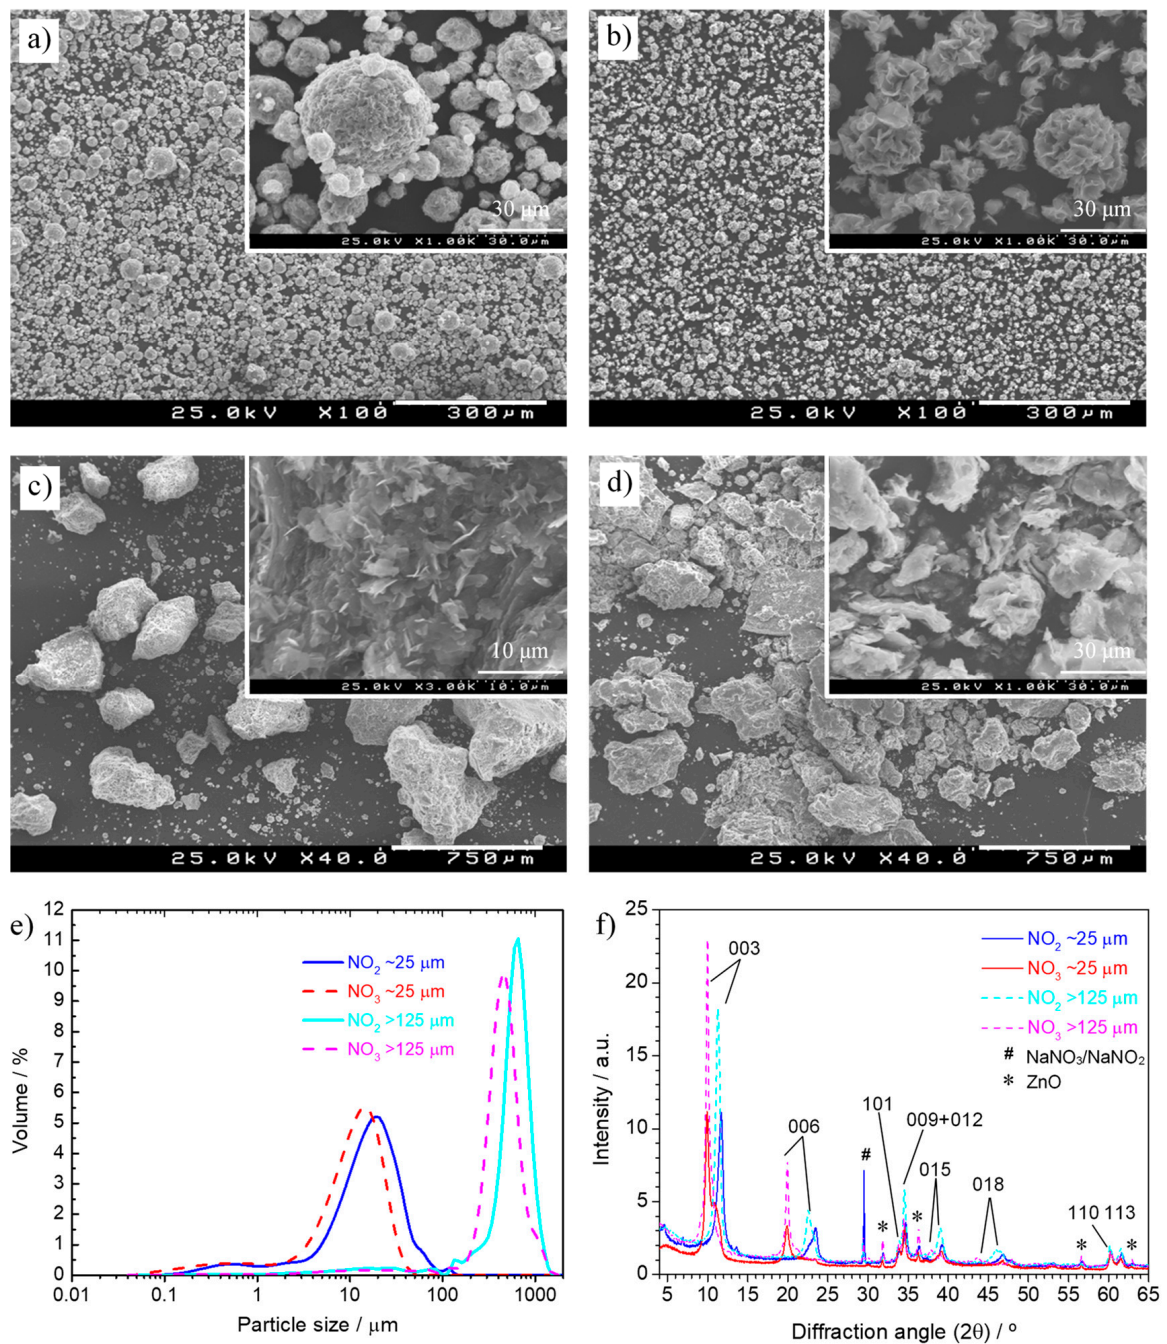 a)
30 μm
25.0kV X1.00K 30.0μm
25.0kV X100 300μm
b)
30 μm
25.0kV X1.00K 30.0μm
25.0kV X100 300μm
c)
10 μm
25.0kV X3.00K 10.0μm
25.0kV X40.0 750μm
d)
30 μm
25.0kV X1.00K 30.0μm
25.0kV X40.0 750μm
e)
12
11
10
9
8
7
6
5
4
3
2
1
0
Volume / %
NO₂ ~25 μm
NO₃ ~25 μm
NO₂ >125 μm
NO₃ >125 μm
0.01 0.1 1 10 100 1000
Particle size / μm
f)
25
20
15
10
5
0
Intensity / a.u.
NO₂ ~25 μm
NO₃ ~25 μm
NO₂ >125 μm
NO₃ >125 μm
# NaNO₃/NaNO₂
* ZnO
003
006
#
*
101
009+012
*
015
018
*
110 113
*
5 10 15 20 25 30 35 40 45 50 55 60 65
Diffraction angle (2θ) / º